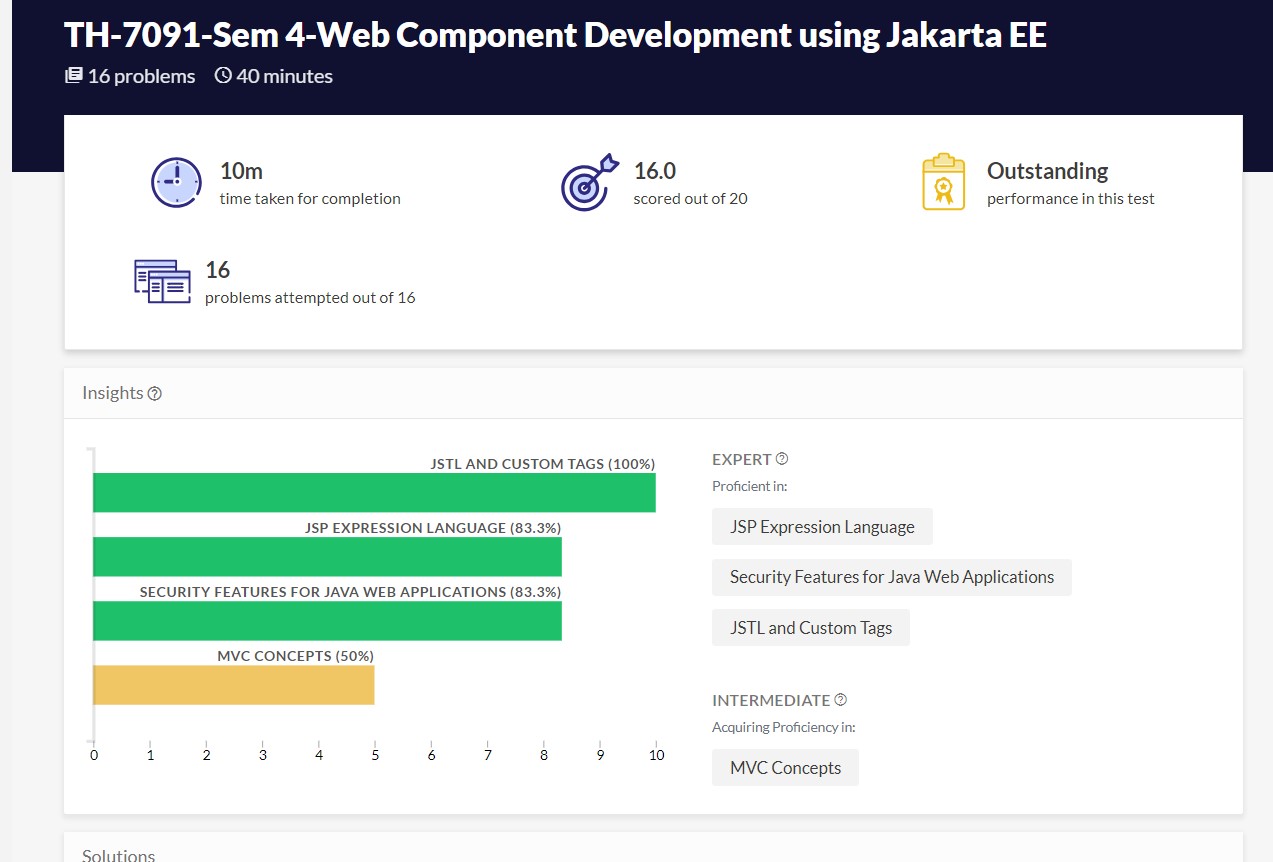 TH-7091-Sem 4-Web Component Development using Jakarta EE
16 problems 40 minutes
10m
time taken for completion
16.0
scored out of 20
Outstanding
performance in this test
16
problems attempted out of 16
Insights
JSTL AND CUSTOM TAGS (100%)
JSP EXPRESSION LANGUAGE (83.3%)
SECURITY FEATURES FOR JAVA WEB APPLICATIONS (83.3%)
MVC CONCEPTS (50%)
0 1 2 3 4 5 6 7 8 9 10
EXPERT
Proficient in:
JSP Expression Language
Security Features for Java Web Applications
JSTL and Custom Tags
INTERMEDIATE
Acquiring Proficiency in:
MVC Concepts
Solutions